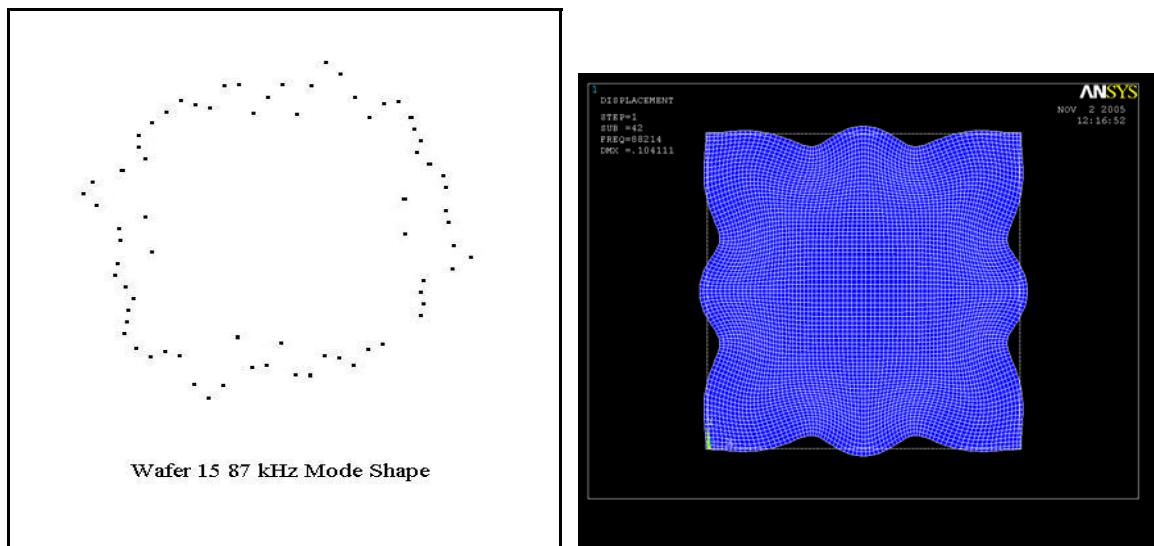 Wafer 15 87 kHz Mode Shape
1
DISPLACEMENT
STEP=1
SUB =42
FREQ=88214
DMX =.104111
ANSYS
NOV 2 2005
12:16:52